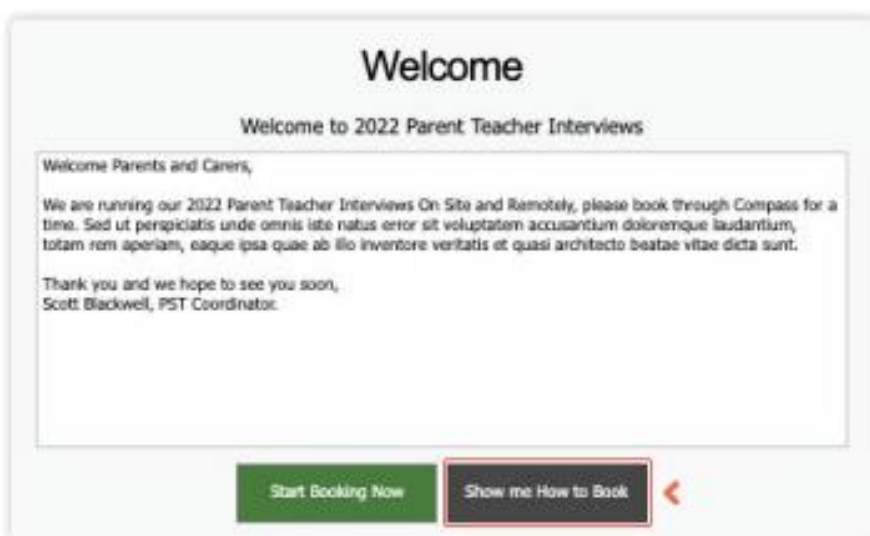 Welcome
Welcome to 2022 Parent Teacher Interviews
Welcome Parents and Carers,
We are running our 2022 Parent Teacher Interviews On Site and Remotely, please book through Compass for a
time. Sed ut perspiciatis unde omnis iste natus error sit voluptatem accusantium doloremque laudantium,
totam rem aperiam, eaque ipsa quae ab illo inventore veritatis et quasi architecto beatae vitae dicta sunt.
Thank you and we hope to see you soon,
Scott Blackwell, PST Coordinator.
Start Booking Now
Show me How to Book